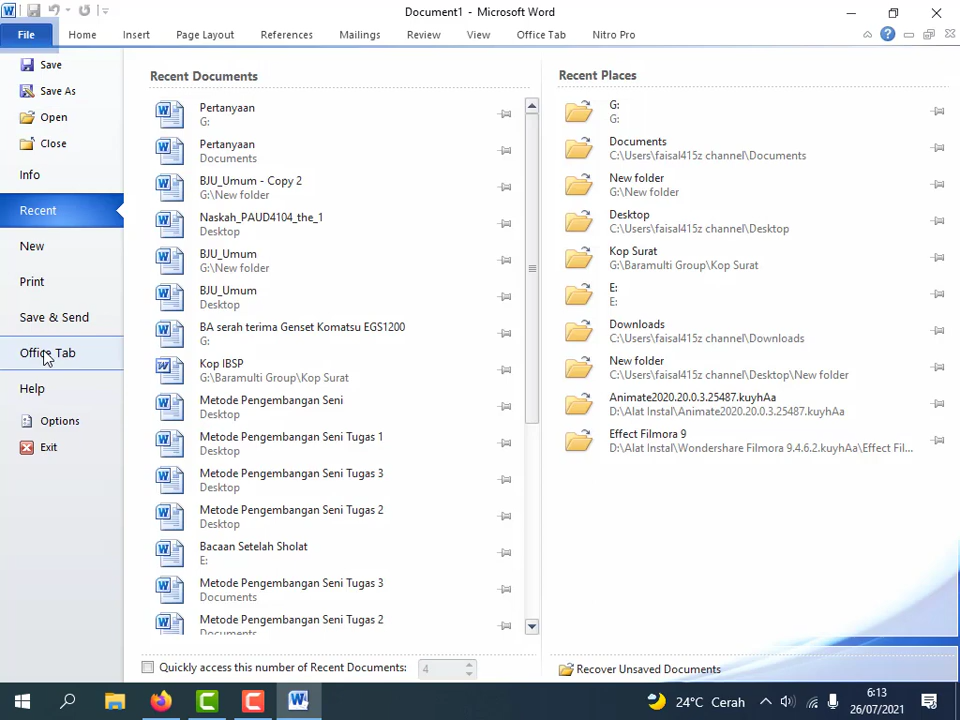 Document1 - Microsoft Word
File
Home
Insert
Page Layout
References
Mailings
Review
View
Office Tab
Nitro Pro
Save
Save As
Open
Close
Info
Recent
New
Print
Save & Send
Office Tab
Help
Options
Exit
Recent Documents
Pertanyaan
G:
Pertanyaan
Documents
BJU_Umum - Copy 2
G:\New folder
Naskah_PAUD4104_the_1
Desktop
BJU_Umum
G:\New folder
BJU_Umum
Desktop
BA serah terima Genset Komatsu EGS1200
G:
Kop IBSP
G:\Baramulti Group\Kop Surat
Metode Pengembangan Seni
Desktop
Metode Pengembangan Seni Tugas 1
Desktop
Metode Pengembangan Seni Tugas 3
Desktop
Metode Pengembangan Seni Tugas 2
Desktop
Bacaan Setelah Sholat
E:
Metode Pengembangan Seni Tugas 3
Documents
Metode Pengembangan Seni Tugas 2
Documents
Quickly access this number of Recent Documents: 4
Recent Places
G:
G:
Documents
C:\Users\faisal415z channel\Documents
New folder
G:\New folder
Desktop
C:\Users\faisal415z channel\Desktop
Kop Surat
G:\Baramulti Group\Kop Surat
E:
E:
Downloads
C:\Users\faisal415z channel\Downloads
New folder
C:\Users\faisal415z channel\Desktop\New folder
Animate2020.20.0.3.25487.kuyhAa
D:\Alat Instal\Animate2020.20.0.3.25487.kuyhAa
Effect Filmora 9
D:\Alat Instal\Wondershare Filmora 9.4.6.2.kuyhAa\Effect Fil...
Recover Unsaved Documents
24°C Cerah
6:13
26/07/2021